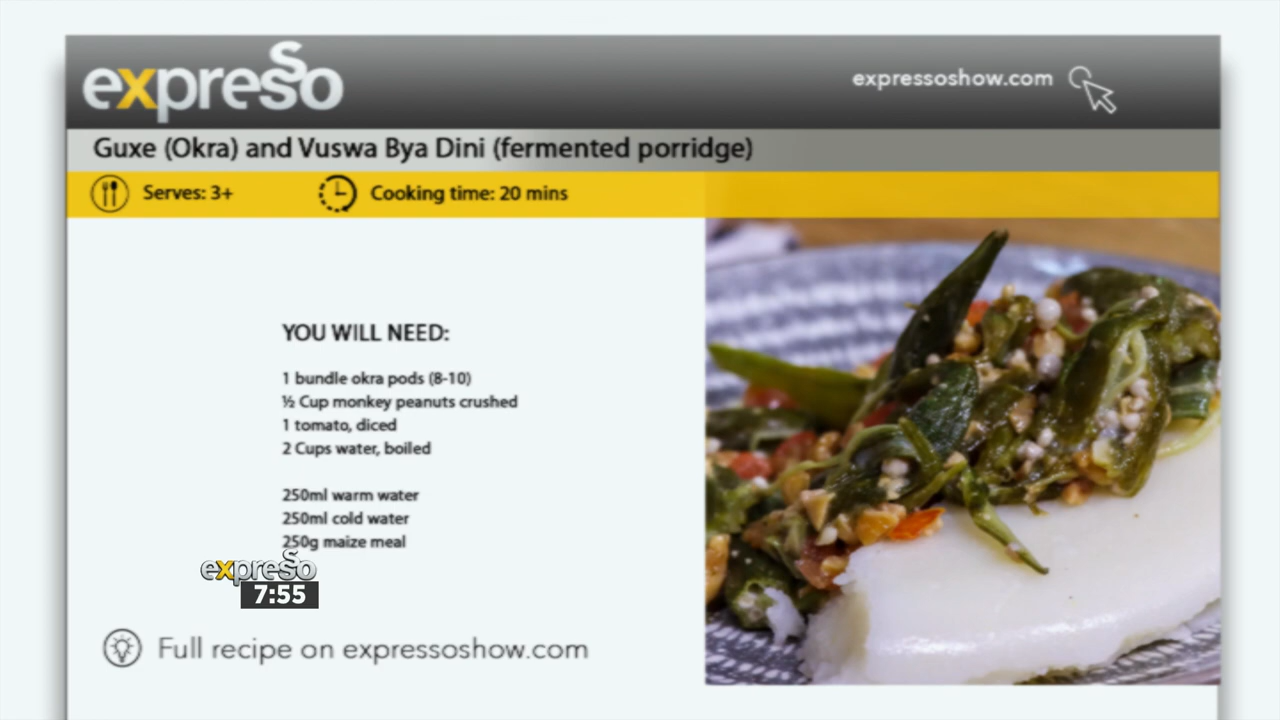 expresso
expressoshow.com
Guxe (Okra) and Vuswa Bya Dini (fermented porridge)
Serves: 3+
Cooking time: 20 mins
YOU WILL NEED:
1 bundle okra pods (8-10)
½ Cup monkey peanuts crushed
1 tomato, diced
2 Cups water, boiled
250ml warm water
250ml cold water
250g maize meal
expresso
7:55
Full recipe on expressoshow.com